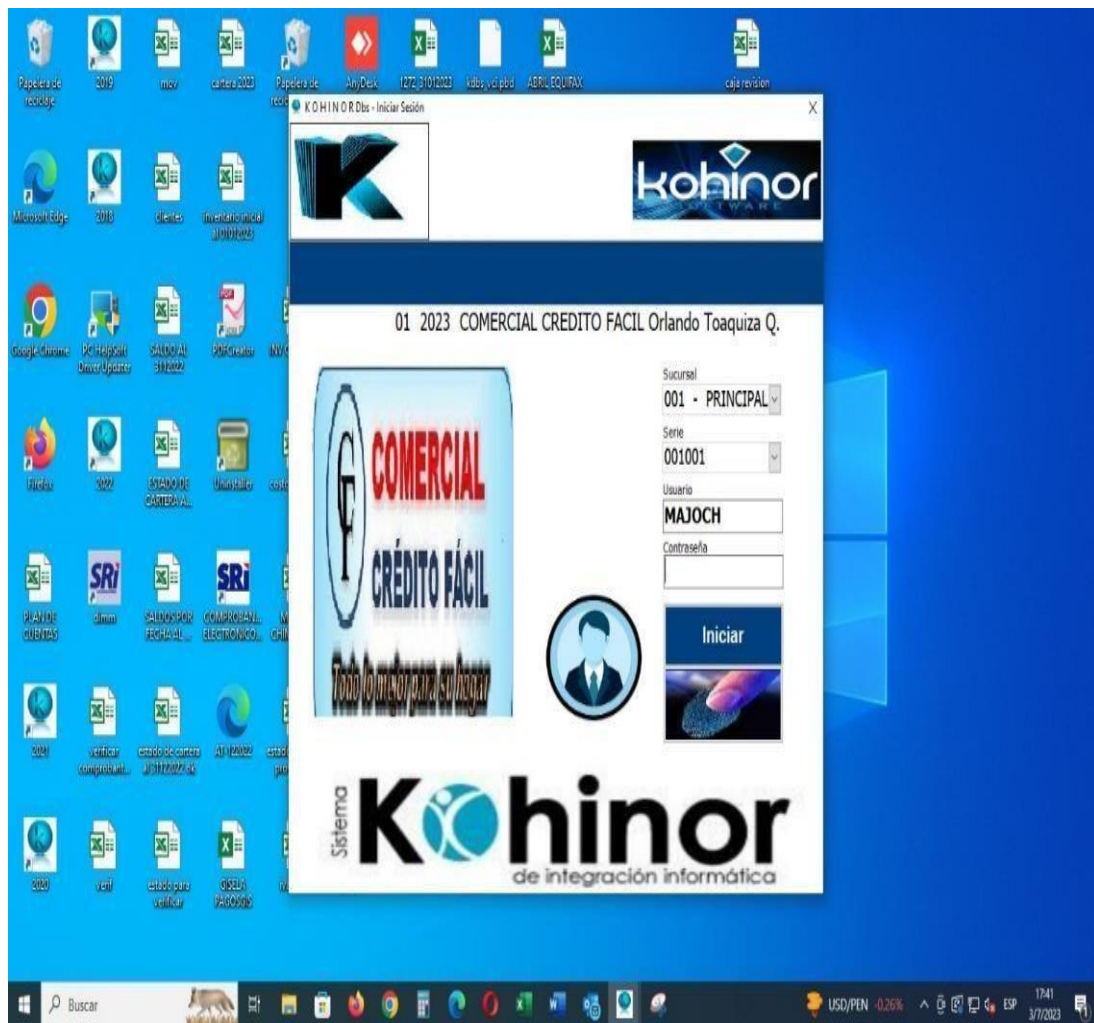 Papelera de reciclaje
2019
mov
cartera 2023
Papelera de
AnyDesk
1272_31012023
kdbs_vci.pbd
ABRIL EQUIFAX
caja revision
KOHINOR Dbs - Iniciar Sesión
X
K
kohinor
SOFTWARE
Microsoft Edge
2018
clientes
Inventario inicial al 01012023
01 2023 COMERCIAL CREDITO FACIL Orlando Toaquiza Q.
Google Chrome
PC HelpSoft Driver Updater
SALDO AL 3112022
PDFCreator
Sucursal
001 - PRINCIPAL
Serie
001001
Usuario
MAJOCH
Contraseña
Iniciar
COMERCIAL
CRÉDITO FÁCIL
Todo lo mejor para su hogar
Firefox
2022
ESTADO DE CARTERA A...
Uninstaller
PLAN DE CUENTAS
SRi
dimm
SALDOS POR FECHA AL ...
SRi
COMPROBAN... ELECTRONICO...
2021
verificar comprobant...
estado de cartera al 31122022 ok
AT-122022
2020
verif
estado para verificar
GISELA PAGOSGIS
Sistema
Kohinor
de integración informática
Buscar
USD/PEN -0.26%
ESP
17:41
3/7/2023